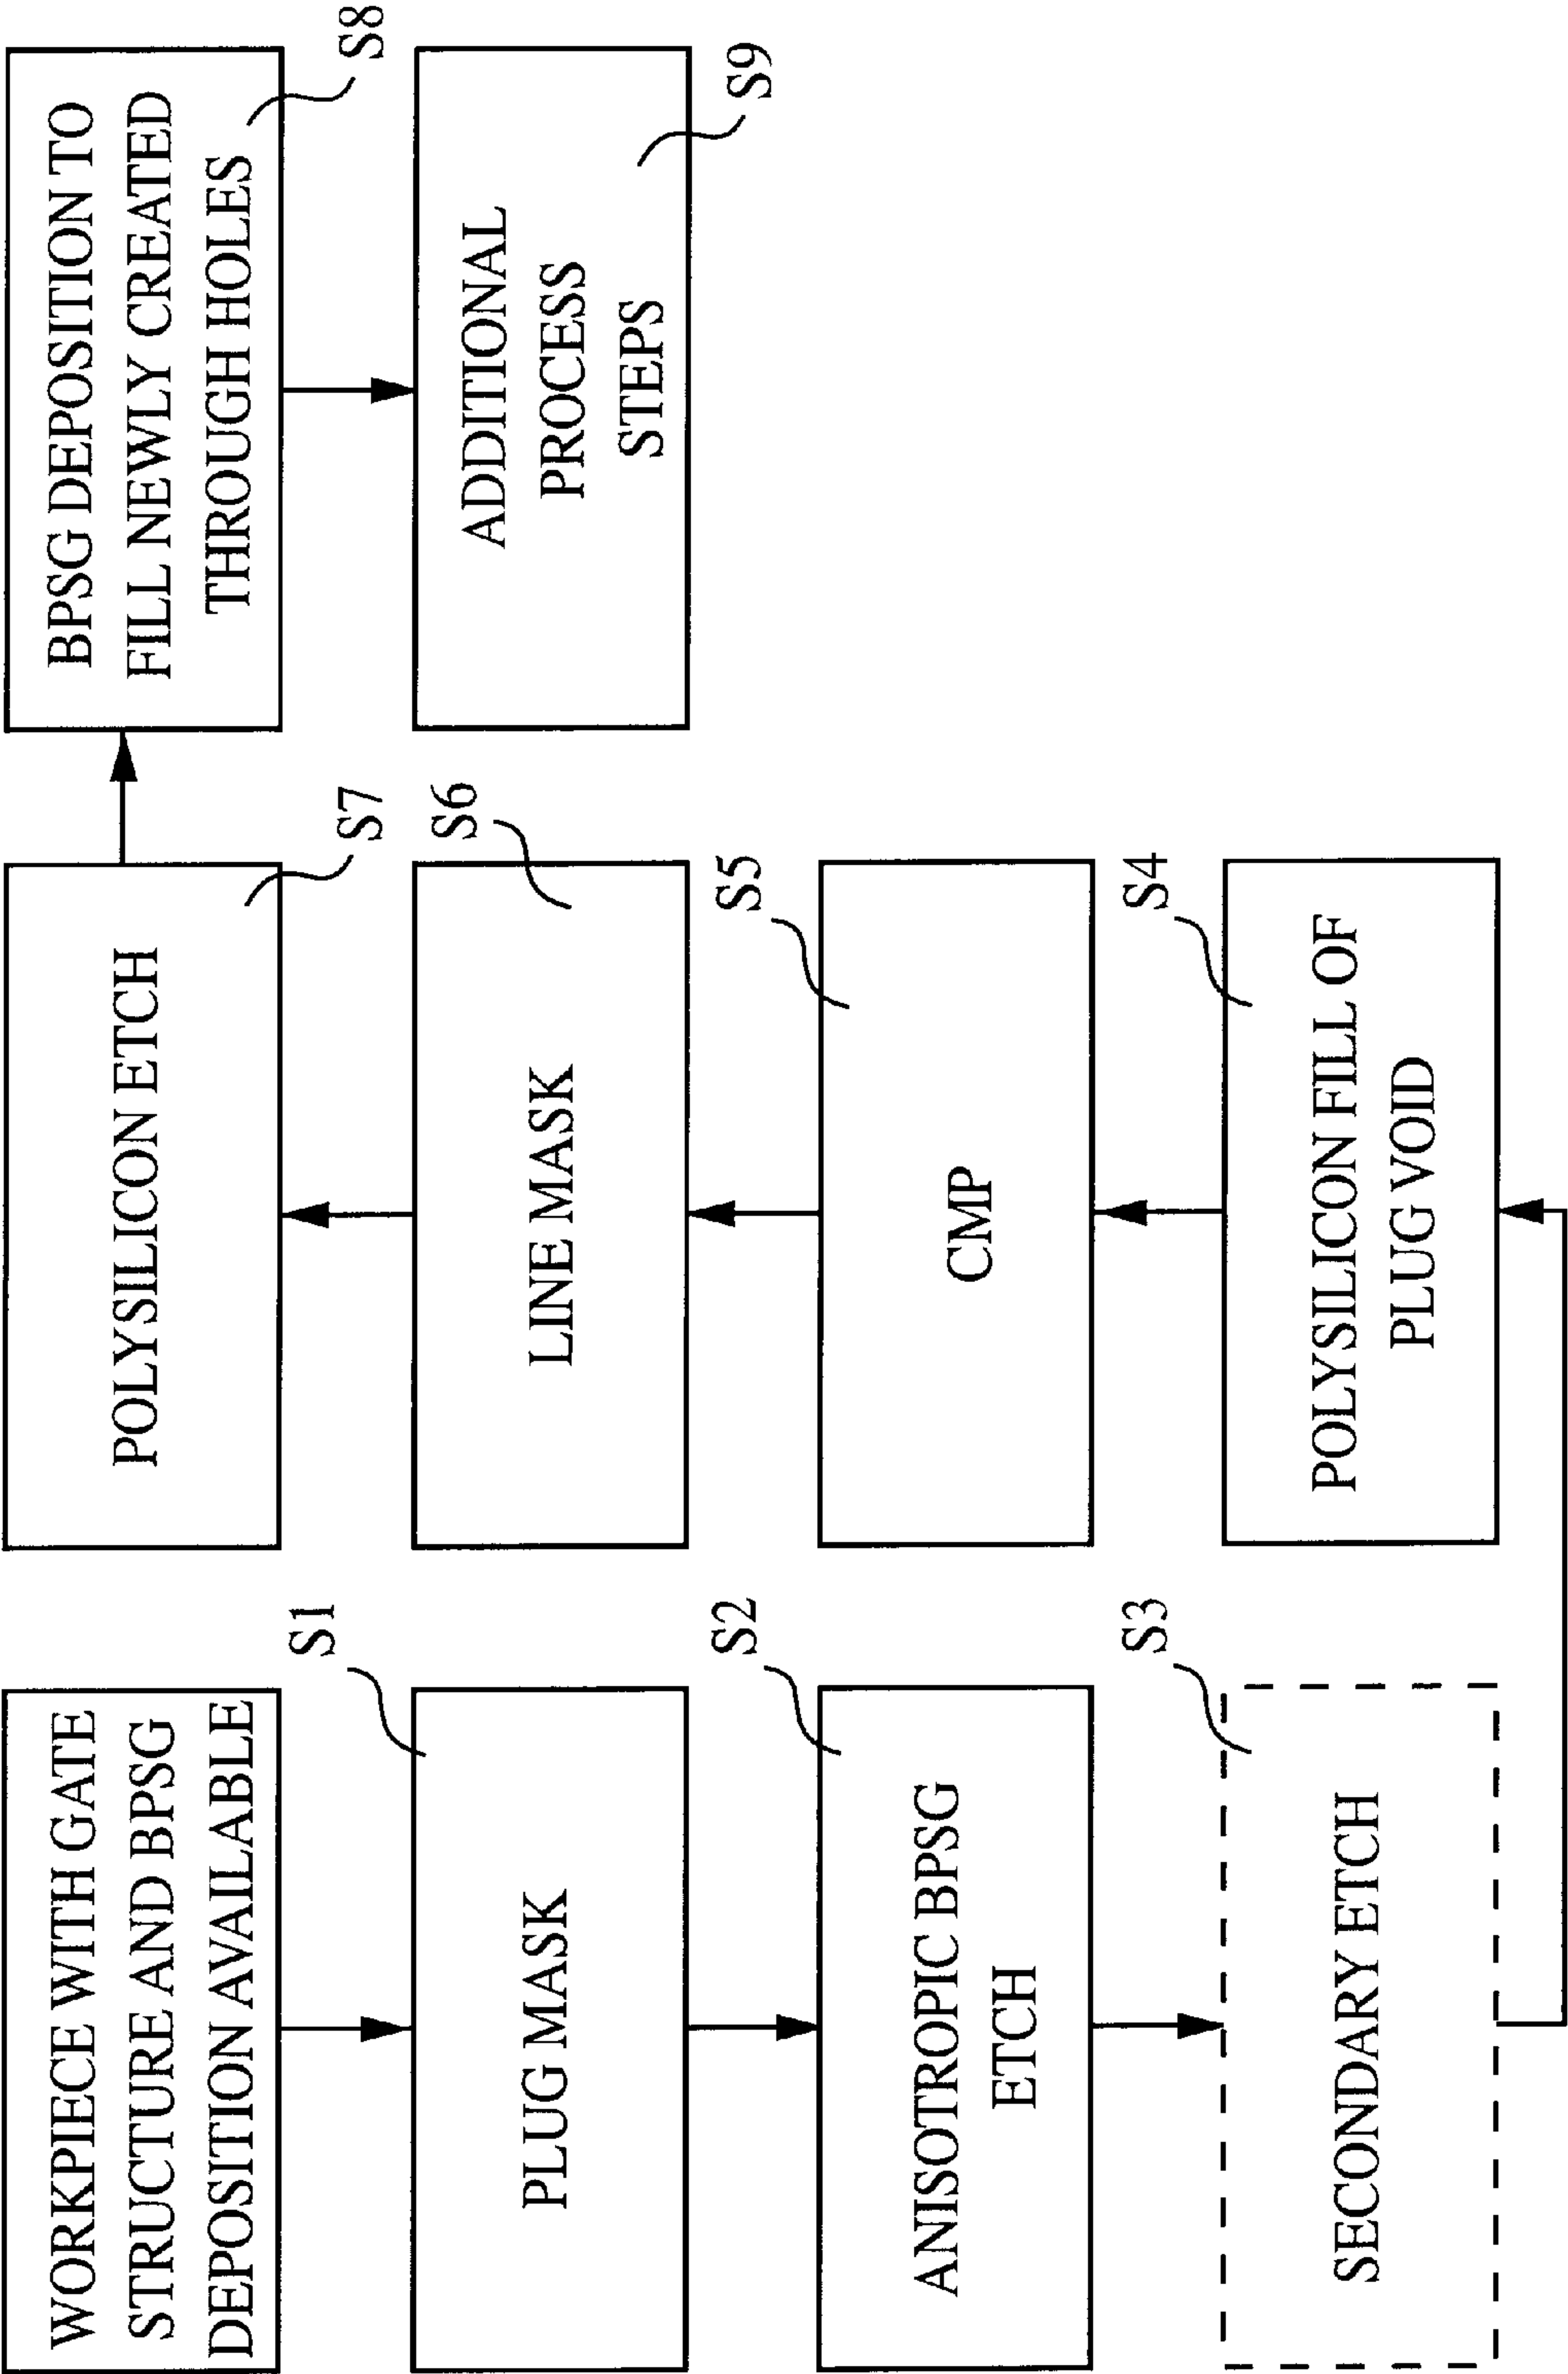 WORKPIECE WITH GATE
STRUCTURE AND BPSG
DEPOSITION AVAILABLE
S1
PLUG MASK
S2
ANISOTROPIC BPSG
ETCH
S3
SECONDARY ETCH
S4
POLYSILICON FILL OF
PLUG VOID
S5
CMP
S6
LINE MASK
S7
POLYSILICON ETCH
S8
BPSG DEPOSITION TO
FILL NEWLY CREATED
THROUGH HOLES
S9
ADDITIONAL
PROCESS
STEPS